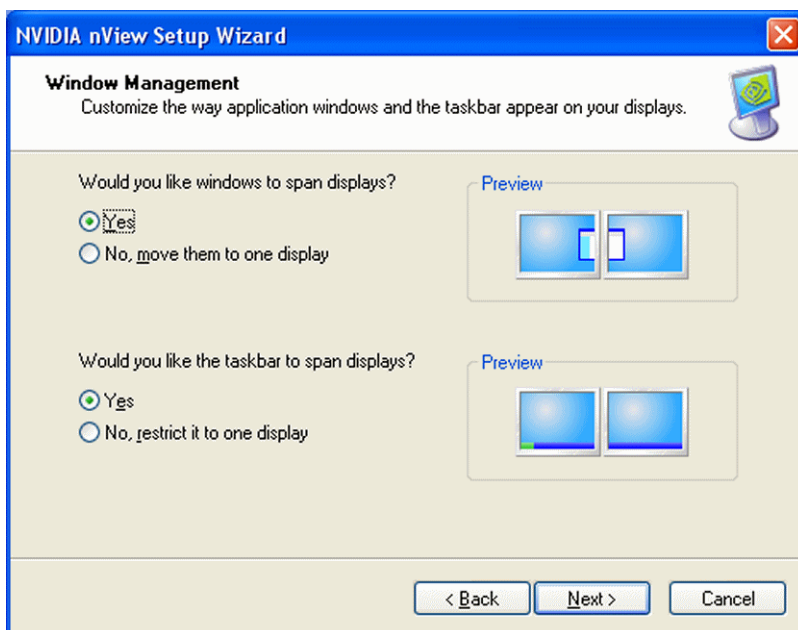 NVIDIA nView Setup Wizard
Window Management
Customize the way application windows and the taskbar appear on your displays.
Would you like windows to span displays?
Preview
Yes
No, move them to one display
Would you like the taskbar to span displays?
Preview
Yes
No, restrict it to one display
< Back
Next >
Cancel